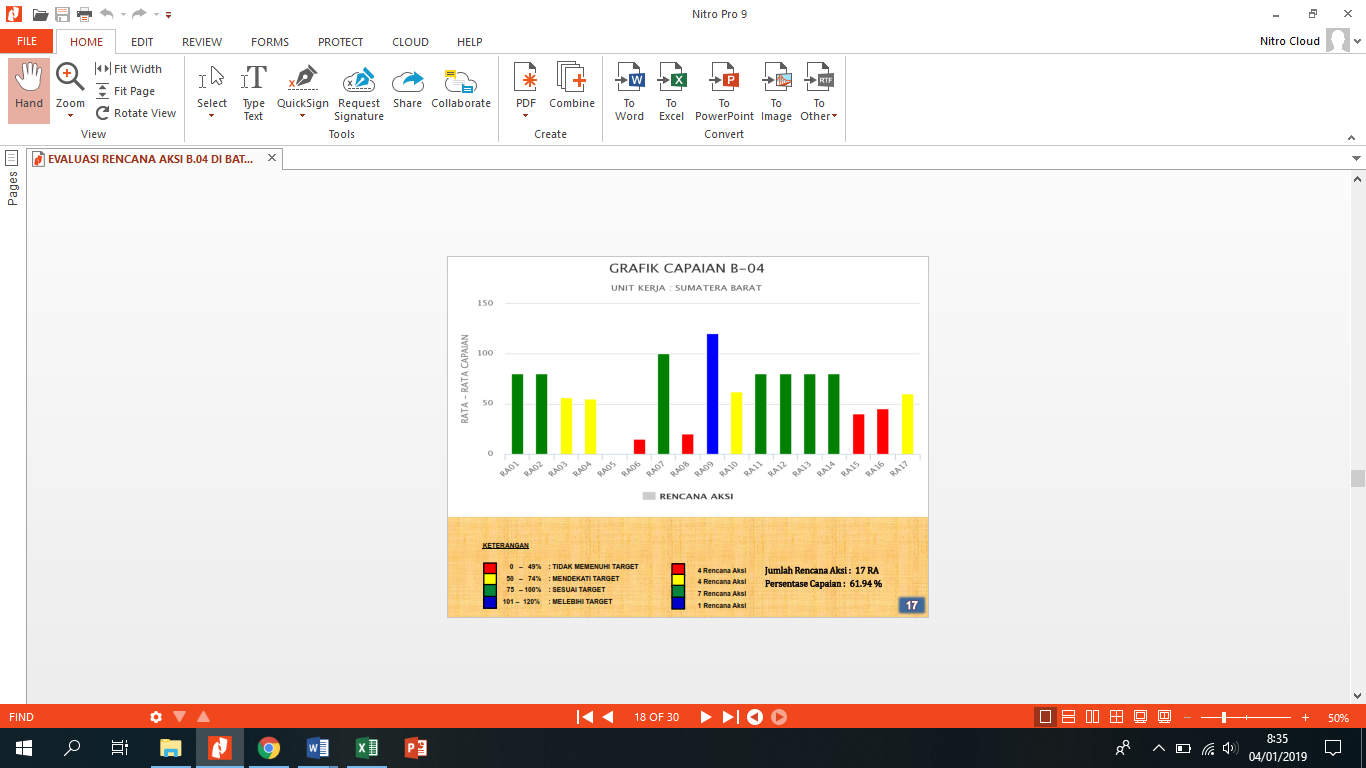 Nitro Pro 9
FILE
HOME
EDIT
REVIEW
FORMS
PROTECT
CLOUD
HELP
Nitro Cloud
Hand
Zoom
Fit Width
Fit Page
Rotate View
View
Select
Type Text
QuickSign
Request Signature
Share
Collaborate
Tools
PDF
Combine
Create
To Word
To Excel
To PowerPoint
To Image
To Other
Convert
EVALUASI RENCANA AKSI B.04 DI BAT...
Pages
GRAFIK CAPAIAN B-04
UNIT KERJA : SUMATERA BARAT
RATA - RATA CAPAIAN
150
100
50
0
RA01 RA02 RA03 RA04 RA05 RA06 RA07 RA08 RA09 RA10 RA11 RA12 RA13 RA14 RA15 RA16 RA17
RENCANA AKSI
KETERANGAN
0 – 49% : TIDAK MEMENUHI TARGET
50 – 74% : MENDEKATI TARGET
75 – 100% : SESUAI TARGET
101 – 120% : MELEBIHI TARGET
4 Rencana Aksi
4 Rencana Aksi
7 Rencana Aksi
1 Rencana Aksi
Jumlah Rencana Aksi : 17 RA
Persentase Capaian : 61.94 %
17
FIND
18 OF 30
50%
8:35
04/01/2019